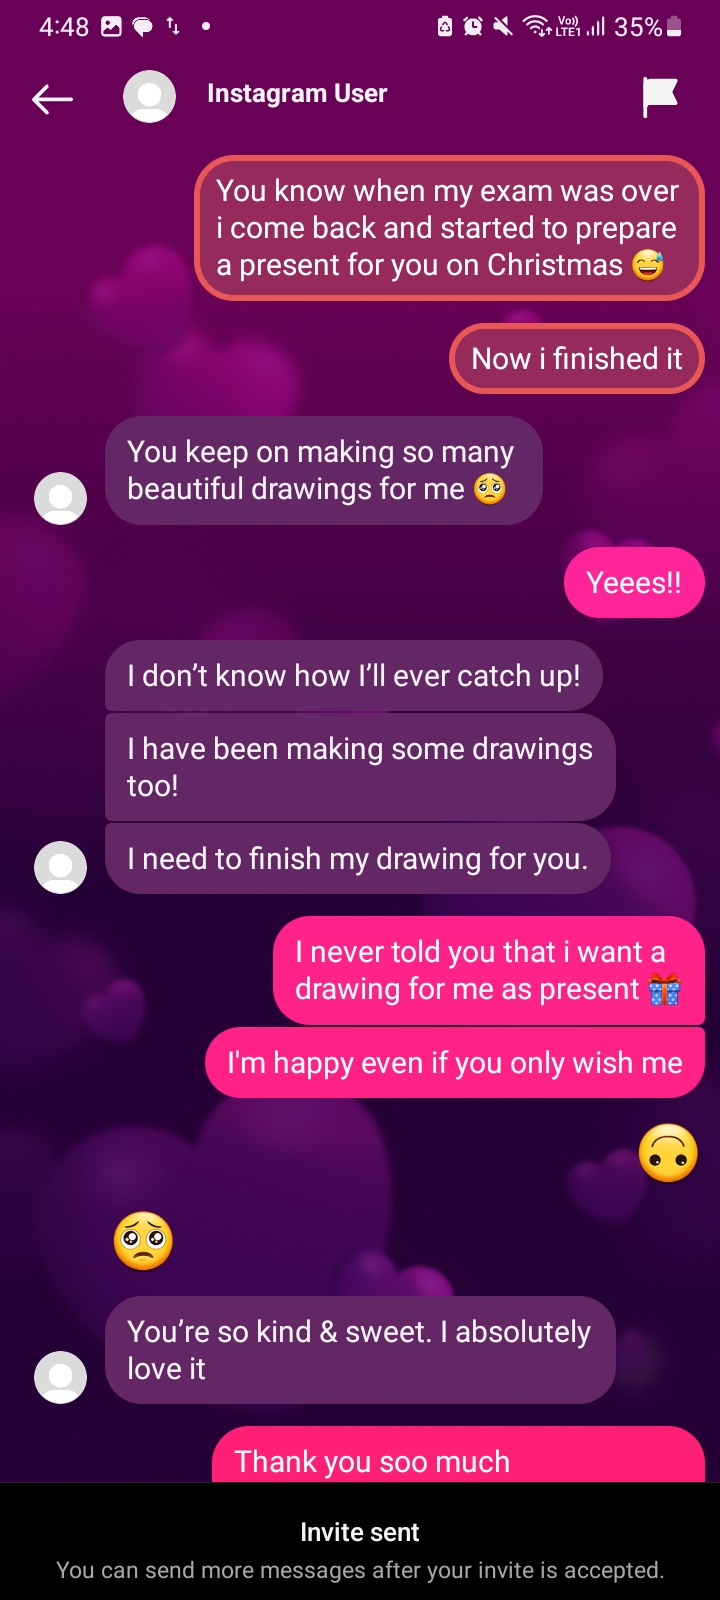 4:48
Vo)) LTE1 35%
Instagram User
You know when my exam was over
i come back and started to prepare
a present for you on Christmas 😅
Now i finished it
You keep on making so many
beautiful drawings for me 🥺
Yeees!!
I don’t know how I’ll ever catch up!
I have been making some drawings
too!
I need to finish my drawing for you.
I never told you that i want a
drawing for me as present 🎁
I'm happy even if you only wish me
🙃
🥺
You’re so kind & sweet. I absolutely
love it
Thank you soo much
Invite sent
You can send more messages after your invite is accepted.